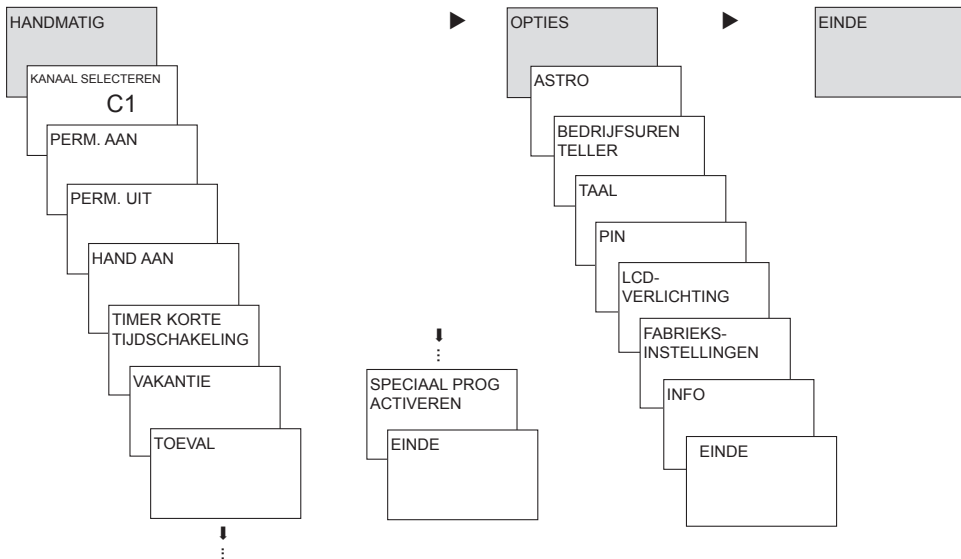 HANDMATIG
KANAAL SELECTEREN
C1
PERM. AAN
PERM. UIT
HAND AAN
TIMER KORTE
TIJDSCHAKELING
VAKANTIE
TOEVAL
SPECIAAL PROG
ACTIVEREN
EINDE
OPTIES
ASTRO
BEDRIJFSUREN
TELLER
TAAL
PIN
LCD-
VERLICHTING
FABRIEKS-
INSTELLINGEN
INFO
EINDE
EINDE